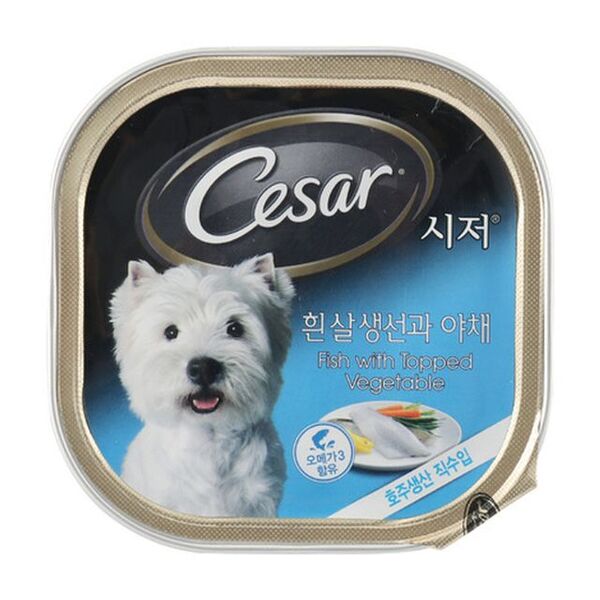 Cesar®
시저®
흰살생선과 야채
Fish with Topped
Vegetable
오메가3
함유
호주생산 직수입